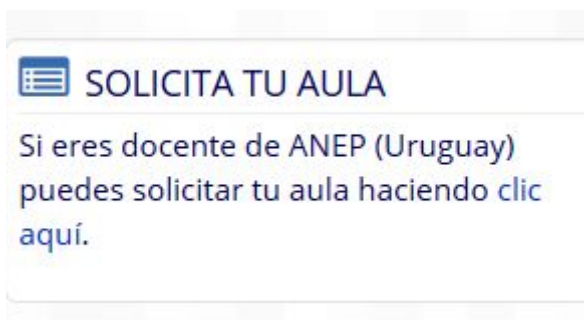 SOLICITA TU AULA
Si eres docente de ANEP (Uruguay)
puedes solicitar tu aula haciendo clic
aquí.